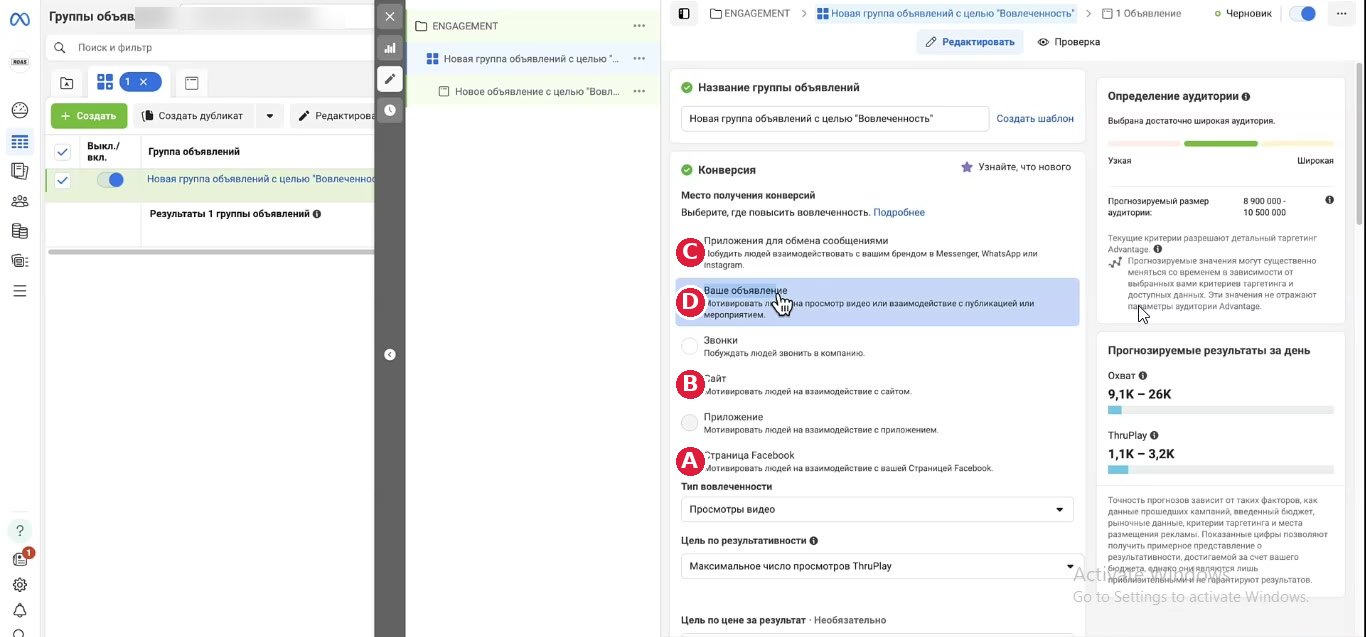 Группы объявл
ROAS
Поиск и фильтр
1 ×
+ Создать
Создать дубликат
Редактирова
Выкл./
вкл.
Группа объявлений
Новая группа объявлений с целью "Вовлеченнос
Результаты 1 группы объявлений
?
1
ENGAGEMENT
Новая группа объявлений с целью "...
Новое объявление с целью "Вовл...
ENGAGEMENT
Новая группа объявлений с целью "Вовлеченность"
1 Объявление
Черновик
Редактировать
Проверка
Название группы объявлений
Новая группа объявлений с целью "Вовлеченность"
Создать шаблон
Конверсия
Узнайте, что нового
Место получения конверсий
Выберите, где повысить вовлеченность. Подробнее
C
Приложения для обмена сообщениями
Побудить людей взаимодействовать с вашим брендом в Messenger, WhatsApp или
Instagram.
D
Ваше объявление
Мотивировать на просмотр видео или взаимодействие с публикацией или
мероприятием.
Звонки
Побуждать людей звонить в компанию.
B
Сайт
Мотивировать людей на взаимодействие с сайтом.
Приложение
Мотивировать людей на взаимодействие с приложением.
A
Страница Facebook
Мотивировать людей на взаимодействие с вашей Страницей Facebook.
Тип вовлеченности
Просмотры видео
Цель по результативности
Максимальное число просмотров ThruPlay
Цель по цене за результат · Необязательно
Определение аудитории
Выбрана достаточно широкая аудитория.
Узкая
Широкая
Прогнозируемый размер
аудитории:
8 900 000 -
10 500 000
Текущие критерии разрешают детальный таргетинг
Advantage.
Прогнозируемые значения могут существенно
меняться со временем в зависимости от
выбранных вами критериев таргетинга и
доступных данных. Эти значения не отражают
параметры аудитории Advantage.
Прогнозируемые результаты за день
Охват
9,1K – 26K
ThruPlay
1,1K – 3,2K
Точность прогнозов зависит от таких факторов, как
данные прошедших кампаний, введенный бюджет,
рыночные данные, критерии таргетинга и места
размещения рекламы. Показанные цифры позволяют
получить примерное представление о
результативности, достигаемой за счет вашего
бюджета, однако они являются лишь
приблизительными и не гарантируют результатов.
Activate Windows
Go to Settings to activate Windows.